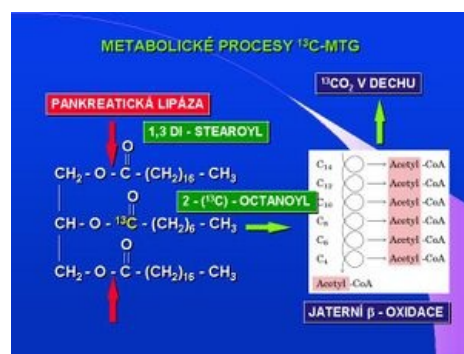 METABOLICKÉ PROCESY ¹³C-MTG
¹³CO₂ V DECHU
PANKREATICKÁ LIPÁZA
1,3 DI - STEAROYL
O
CH₂ - O - C - (CH₂)₁₆ - CH₃
2 - (¹³C) - OCTANOYL
O
CH - O - ¹³C - (CH₂)₆ - CH₃
O
CH₂ - O - C - (CH₂)₁₆ - CH₃
C₁₄ Acetyl -CoA
C₁₂ Acetyl -CoA
C₁₀ Acetyl -CoA
C₈ Acetyl -CoA
C₆ Acetyl -CoA
C₄ Acetyl -CoA
Acetyl -CoA
JATERNÍ β - OXIDACE